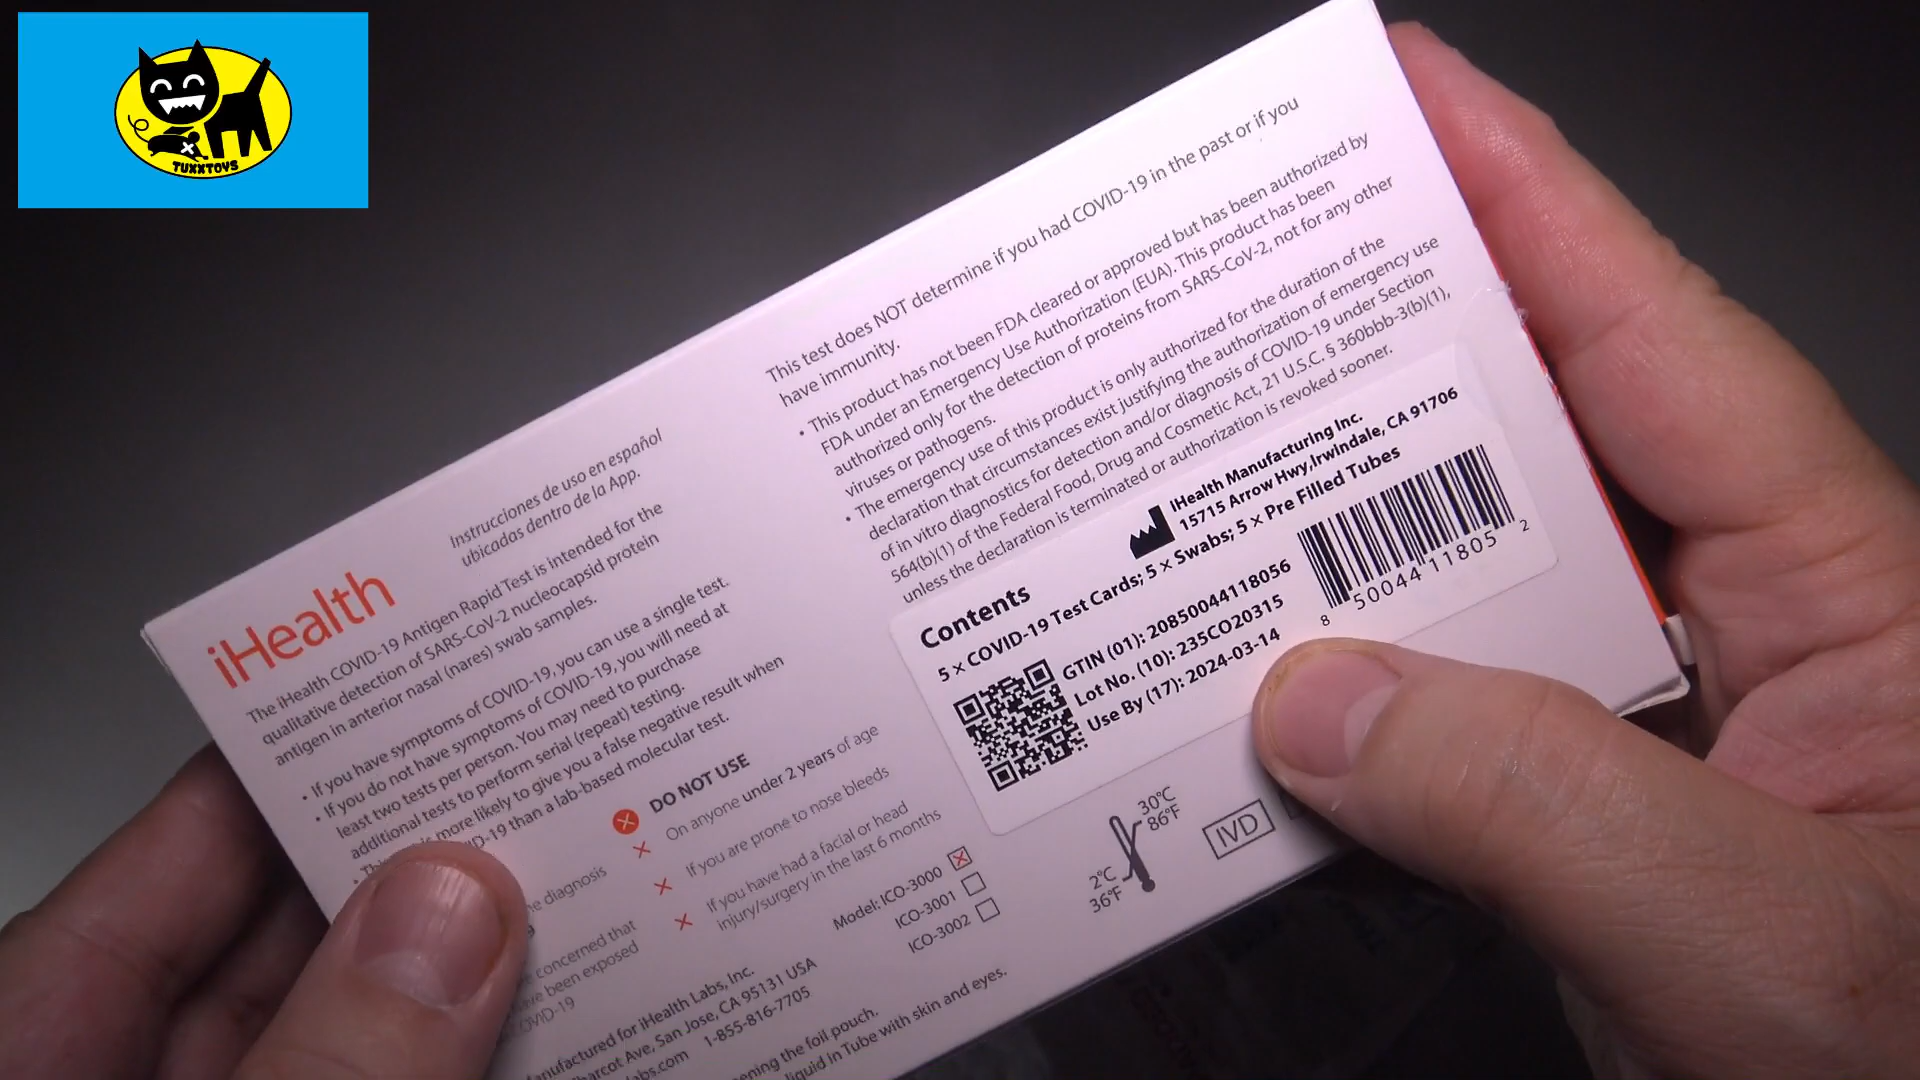 TUXXTOYS
iHealth
Instrucciones de uso en español
ubicadas dentro de la App.
The iHealth COVID-19 Antigen Rapid Test is intended for the
qualitative detection of SARS-CoV-2 nucleocapsid protein
antigen in anterior nasal (nares) swab samples.
• If you have symptoms of COVID-19, you can use a single test.
• If you do not have symptoms of COVID-19, you will need at
least two tests per person. You may need to purchase
additional tests to perform serial (repeat) testing.
more likely to give you a false negative result when
than a lab-based molecular test.
diagnosis
concerned that
been exposed
DO NOT USE
On anyone under 2 years of age
If you are prone to nose bleeds
If you have had a facial or head
injury/surgery in the last 6 months
Model: ICO-3000
ICO-3001
ICO-3002
for iHealth Labs, Inc.
Ave, San Jose, CA 95131 USA
1-855-816-7705
the foil pouch.
liquid in Tube with skin and eyes.
This test does NOT determine if you had COVID-19 in the past or if you
have immunity.
• This product has not been FDA cleared or approved but has been authorized by
FDA under an Emergency Use Authorization (EUA). This product has been
authorized only for the detection of proteins from SARS-CoV-2, not for any other
viruses or pathogens.
• The emergency use of this product is only authorized for the duration of the
declaration that circumstances exist justifying the authorization of emergency use
of in vitro diagnostics for detection and/or diagnosis of COVID-19 under Section
564(b)(1) of the Federal Food, Drug and Cosmetic Act, 21 U.S.C. § 360bbb-3(b)(1),
unless the declaration is terminated or authorization is revoked sooner.
iHealth Manufacturing Inc.
15715 Arrow Hwy,Irwindale, CA 91706
Contents
5 × COVID-19 Test Cards; 5 × Swabs; 5 × Pre Filled Tubes
GTIN (01): 20850044118056
Lot No. (10): 235CO20315
Use By (17): 2024-03-14
8 50044 11805 2
30°C
86°F
2°C
36°F
IVD